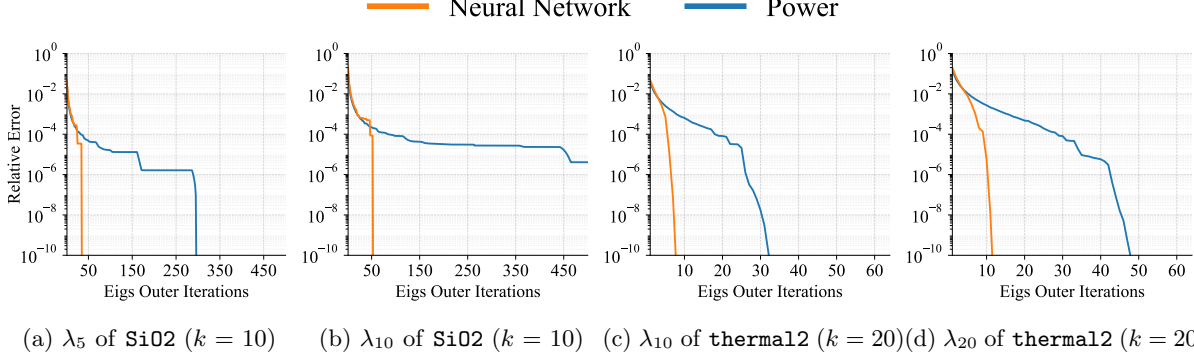 Neural Network Power
10^0 10^0 10^0 10^0
10^−2 10^−2 10^−2 10^−2
10^−4 10^−4 10^−4 10^−4
10^−6 10^−6 10^−6 10^−6
10^−8 10^−8 10^−8 10^−8
10^−10 10^−10 10^−10 10^−10
Relative Error
50 150 250 350 450 50 150 250 350 450 10 20 30 40 50 60 10 20 30 40 50 60
Eigs Outer Iterations Eigs Outer Iterations Eigs Outer Iterations Eigs Outer Iterations
(a) λ5 of SiO2 (k = 10) (b) λ10 of SiO2 (k = 10) (c) λ10 of thermal2 (k = 20) (d) λ20 of thermal2 (k = 20